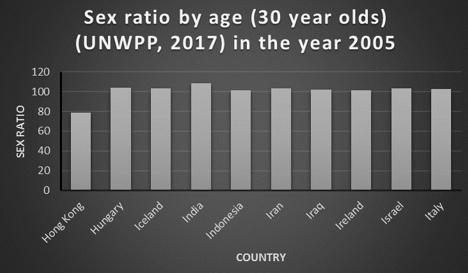 Sex ratio by age (30 year olds)
(UNWPP, 2017) in the year 2005
SEX RATIO
120
100
80
60
40
20
0
Hong Kong
Hungary
Iceland
India
Indonesia
Iran
Iraq
Ireland
Israel
Italy
COUNTRY